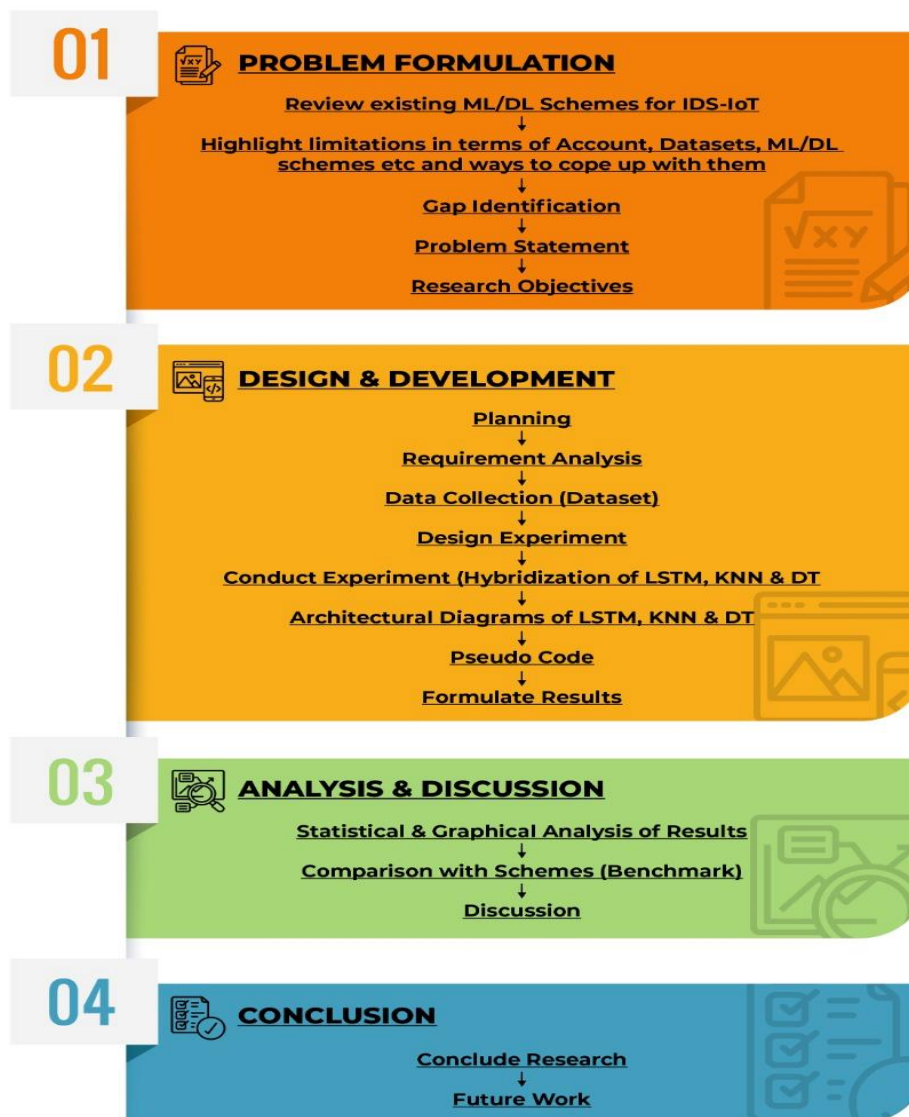 01
PROBLEM FORMULATION
Review existing ML/DL Schemes for IDS-IoT
Highlight limitations in terms of Account, Datasets, ML/DL
schemes etc and ways to cope up with them
Gap Identification
Problem Statement
Research Objectives
√xy
02
DESIGN & DEVELOPMENT
Planning
Requirement Analysis
Data Collection (Dataset)
Design Experiment
Conduct Experiment (Hybridization of LSTM, KNN & DT
Architectural Diagrams of LSTM, KNN & DT
Pseudo Code
Formulate Results
03
ANALYSIS & DISCUSSION
Statistical & Graphical Analysis of Results
Comparison with Schemes (Benchmark)
Discussion
04
CONCLUSION
Conclude Research
Future Work